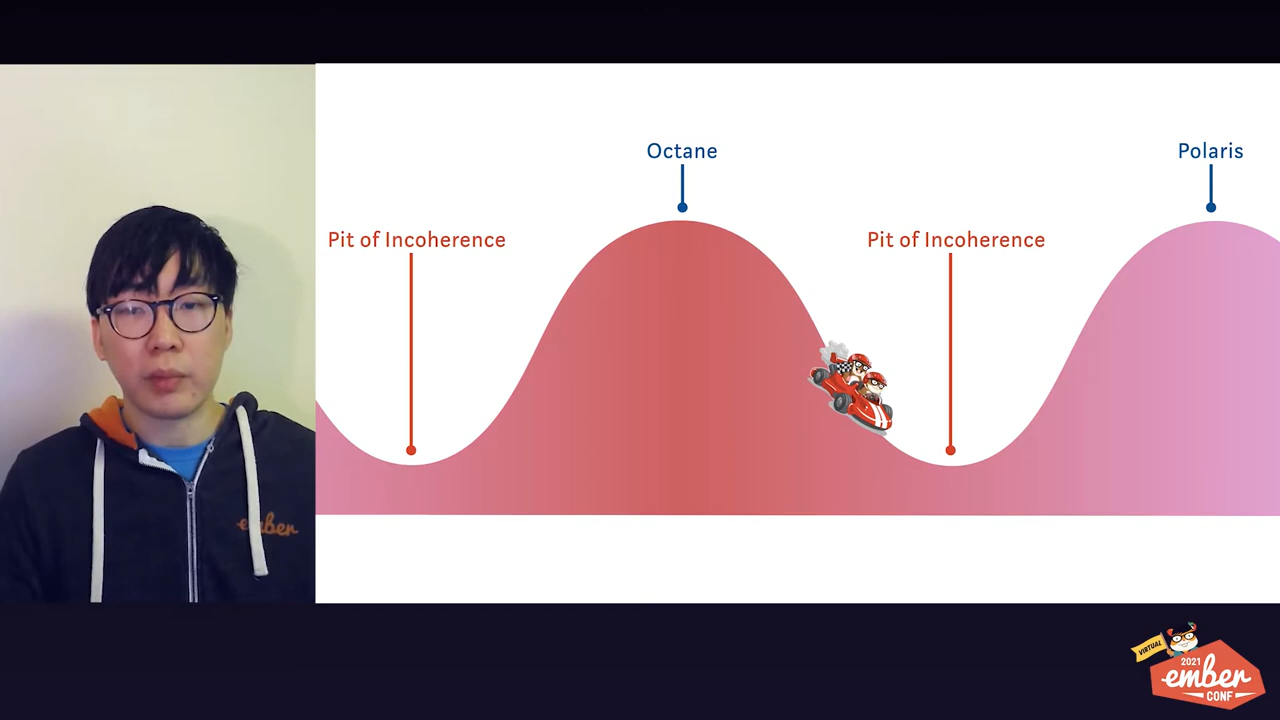 Octane
Polaris
Pit of Incoherence
Pit of Incoherence
ember
VIRTUAL
2021
ember
CONF